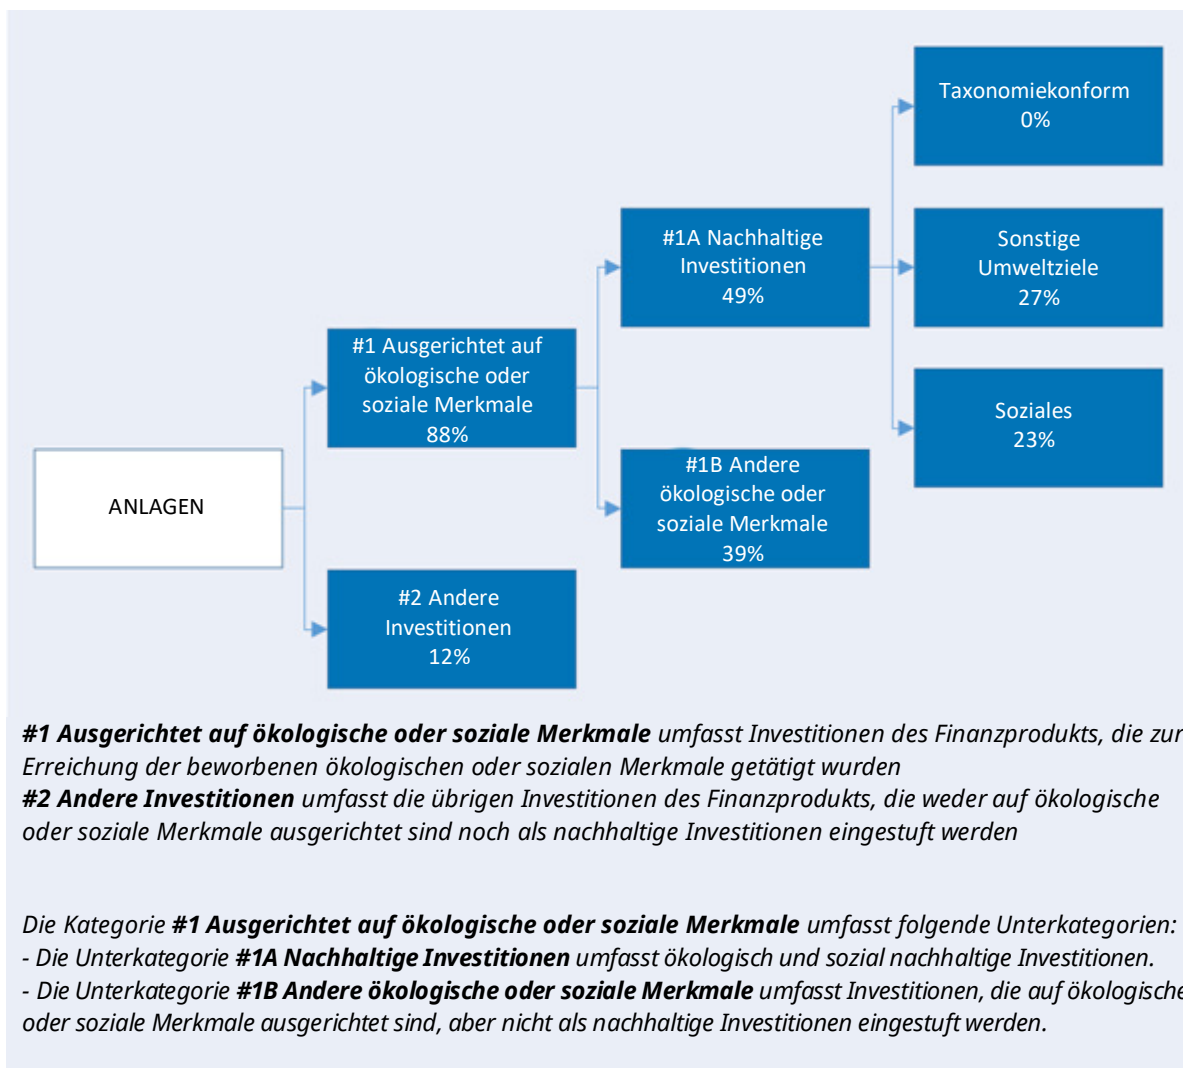 Taxonomiekonform
0%
#1A Nachhaltige
Investitionen
49%
Sonstige
Umweltziele
27%
#1 Ausgerichtet auf
ökologische oder
soziale Merkmale
88%
Soziales
23%
ANLAGEN
#1B Andere
ökologische oder
soziale Merkmale
39%
#2 Andere
Investitionen
12%
#1 Ausgerichtet auf ökologische oder soziale Merkmale umfasst Investitionen des Finanzprodukts, die zur
Erreichung der beworbenen ökologischen oder sozialen Merkmale getätigt wurden
#2 Andere Investitionen umfasst die übrigen Investitionen des Finanzprodukts, die weder auf ökologische
oder soziale Merkmale ausgerichtet sind noch als nachhaltige Investitionen eingestuft werden
Die Kategorie #1 Ausgerichtet auf ökologische oder soziale Merkmale umfasst folgende Unterkategorien:
- Die Unterkategorie #1A Nachhaltige Investitionen umfasst ökologisch und sozial nachhaltige Investitionen.
- Die Unterkategorie #1B Andere ökologische oder soziale Merkmale umfasst Investitionen, die auf ökologische
oder soziale Merkmale ausgerichtet sind, aber nicht als nachhaltige Investitionen eingestuft werden.